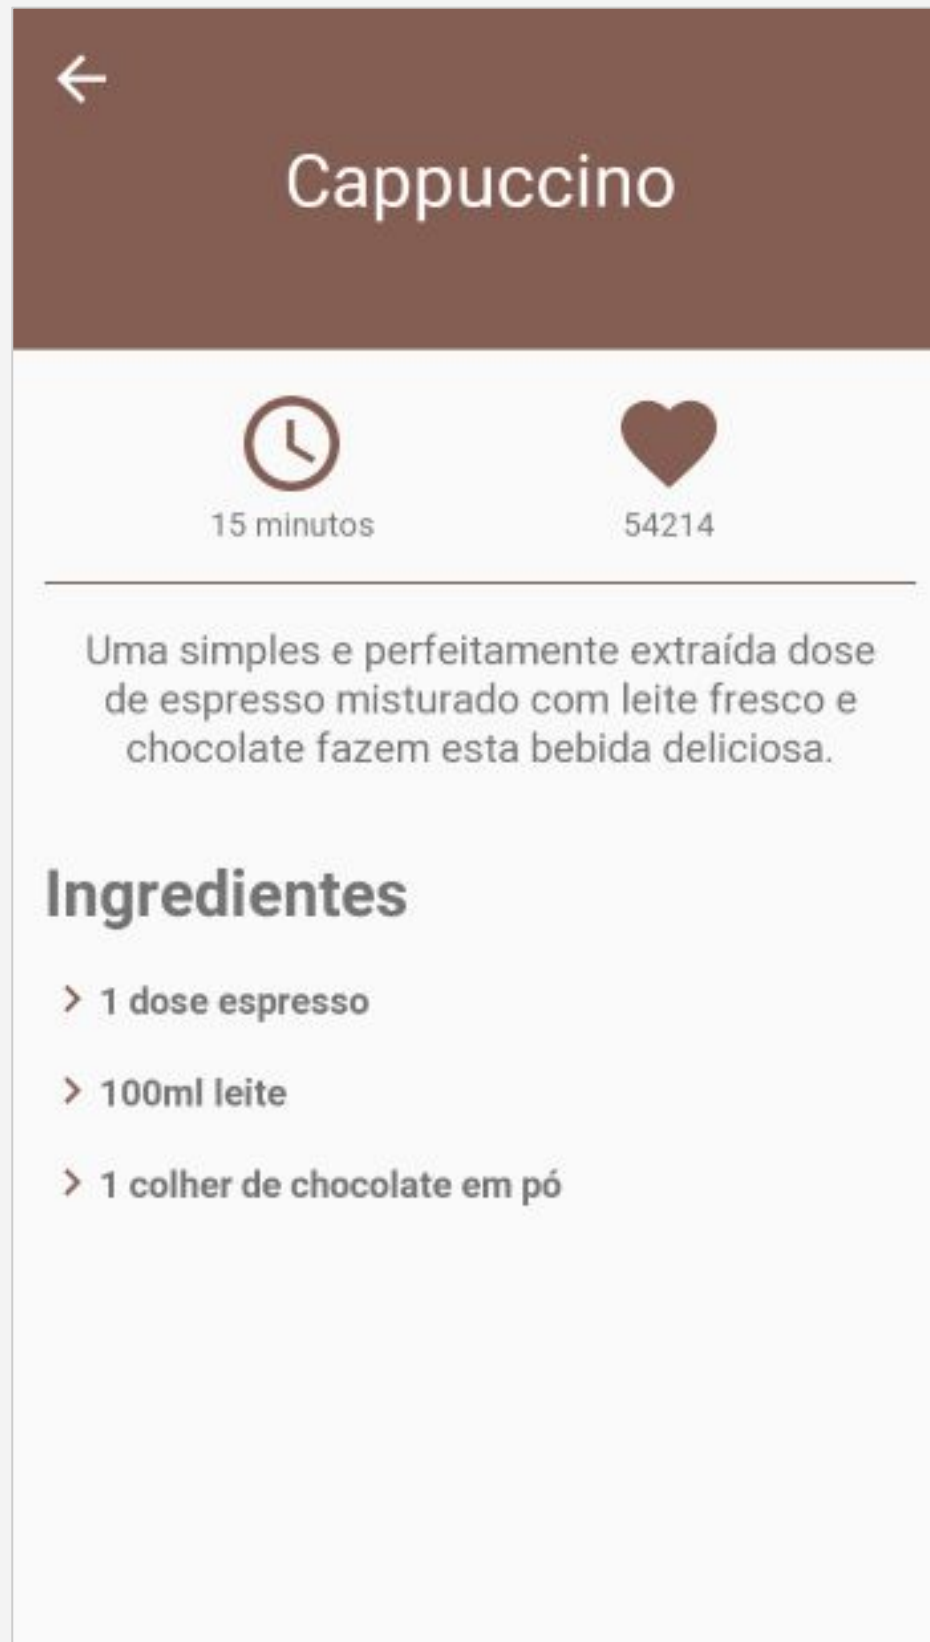 Cappuccino
15 minutos
54214
Uma simples e perfeitamente extraída dose
de espresso misturado com leite fresco e
chocolate fazem esta bebida deliciosa.
Ingredientes
1 dose espresso
100ml leite
1 colher de chocolate em pó